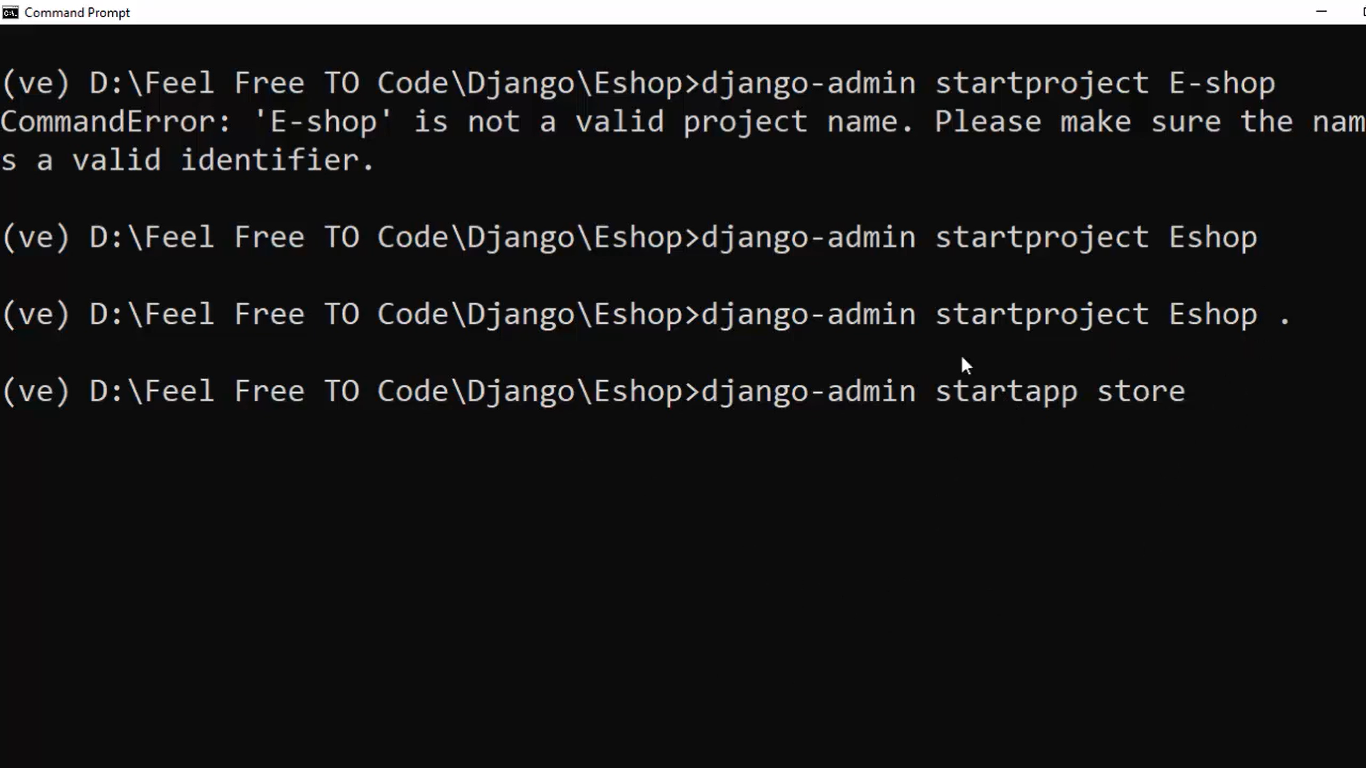 Command Prompt
(ve) D:\Feel Free TO Code\Django\Eshop>django-admin startproject E-shop
CommandError: 'E-shop' is not a valid project name. Please make sure the nam
s a valid identifier.
(ve) D:\Feel Free TO Code\Django\Eshop>django-admin startproject Eshop
(ve) D:\Feel Free TO Code\Django\Eshop>django-admin startproject Eshop .
(ve) D:\Feel Free TO Code\Django\Eshop>django-admin startapp store